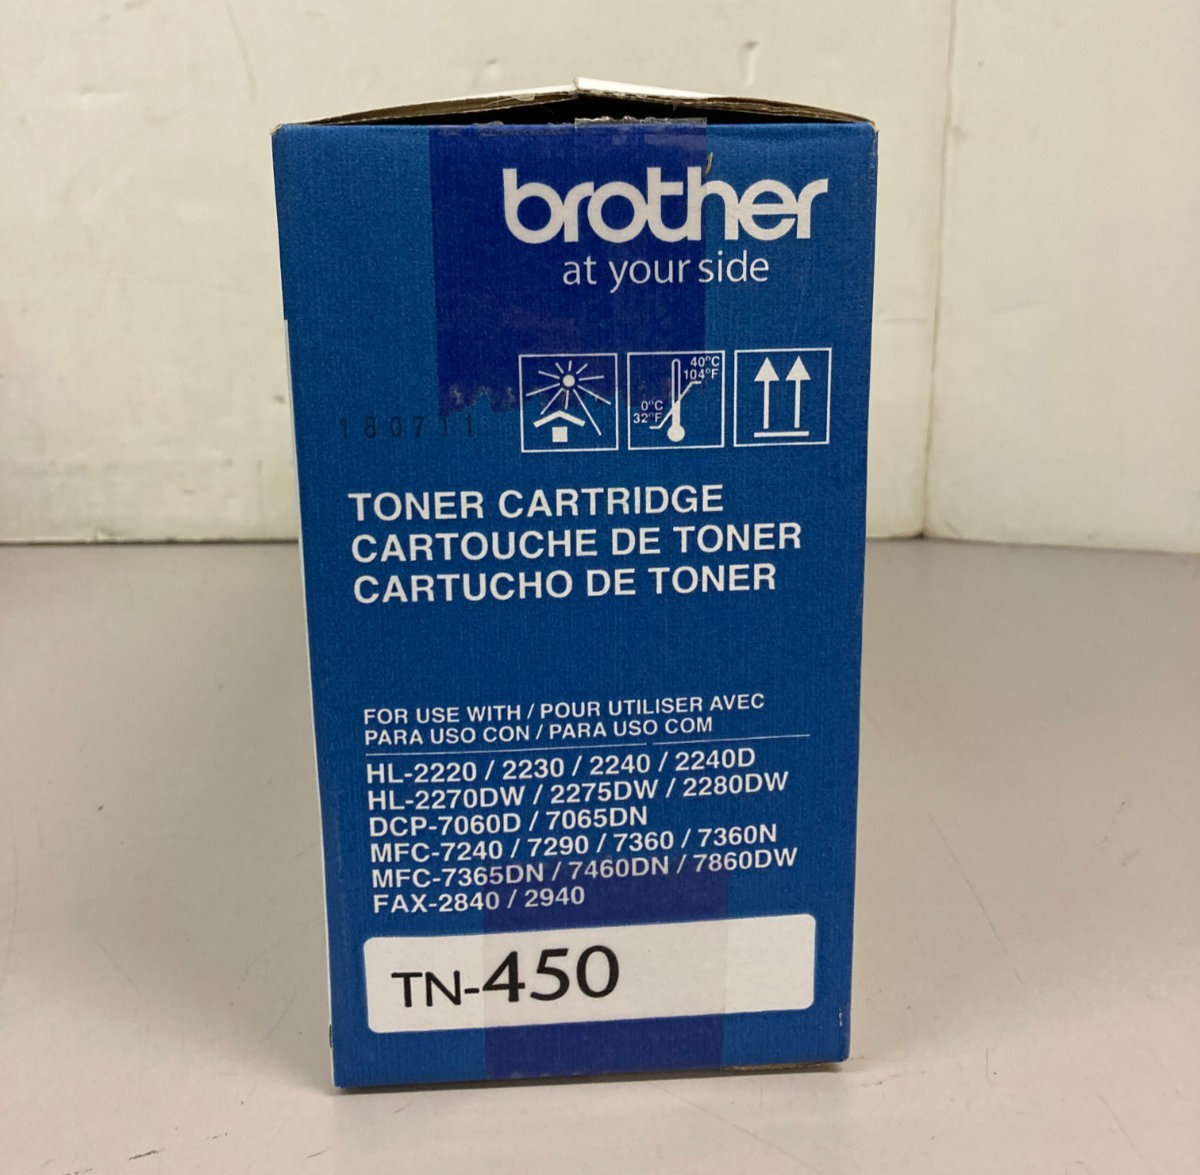 brother
at your side
40°C
104°F
0°C
32°F
180711
TONER CARTRIDGE
CARTOUCHE DE TONER
CARTUCHO DE TONER
FOR USE WITH / POUR UTILISER AVEC
PARA USO CON / PARA USO COM
HL-2220 / 2230 / 2240 / 2240D
HL-2270DW / 2275DW / 2280DW
DCP-7060D / 7065DN
MFC-7240 / 7290 / 7360 / 7360N
MFC-7365DN / 7460DN / 7860DW
FAX-2840 / 2940
TN-450